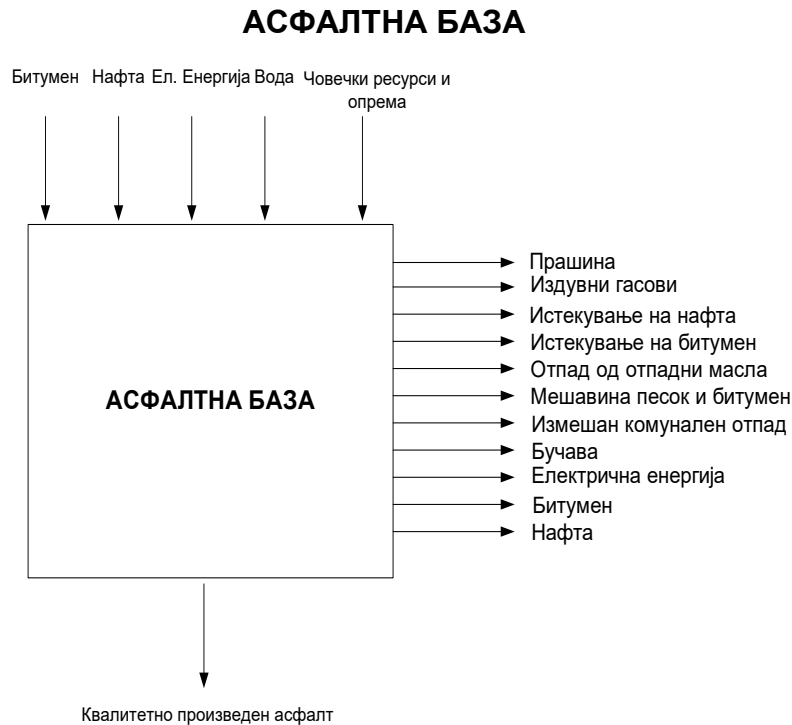 АСФАЛТНА БАЗА
Битумен Нафта Ел. Енергија Вода Човечки ресурси и
опрема
Прашина
Издувни гасови
Истекување на нафта
Истекување на битумен
Отпад од отпадни масла
АСФАЛТНА БАЗА
Мешавина песок и битумен
Измешан комунален отпад
Бучава
Електрична енергија
Битумен
Нафта
Квалитетно произведен асфалт